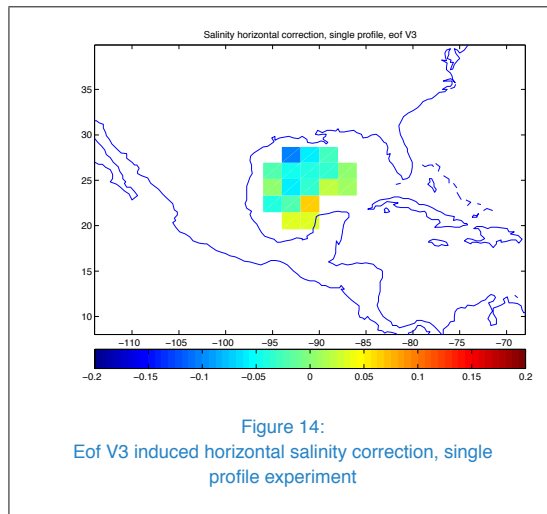 Salinity horizontal correction, single profile, eof V3
35
30
25
20
15
10
−110 −105 −100 −95 −90 −85 −80 −75 −70
−0.2 −0.15 −0.1 −0.05 0 0.05 0.1 0.15 0.2
Figure 14:
Eof V3 induced horizontal salinity correction, single
profile experiment